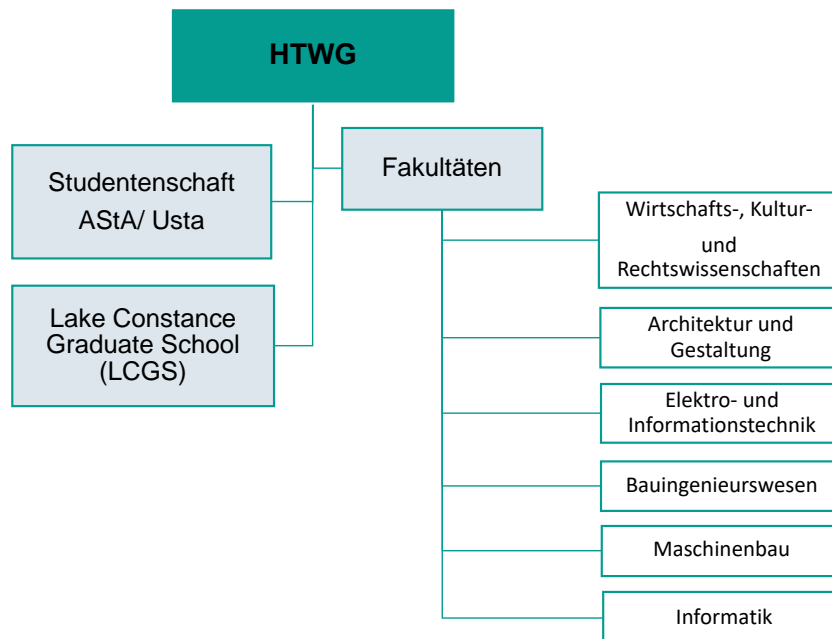 HTWG
Studentenschaft
AStA/ Usta
Fakultäten
Lake Constance
Graduate School
(LCGS)
Wirtschafts-, Kultur-
und
Rechtswissenschaften
Architektur und
Gestaltung
Elektro- und
Informationstechnik
Bauingenieurswesen
Maschinenbau
Informatik